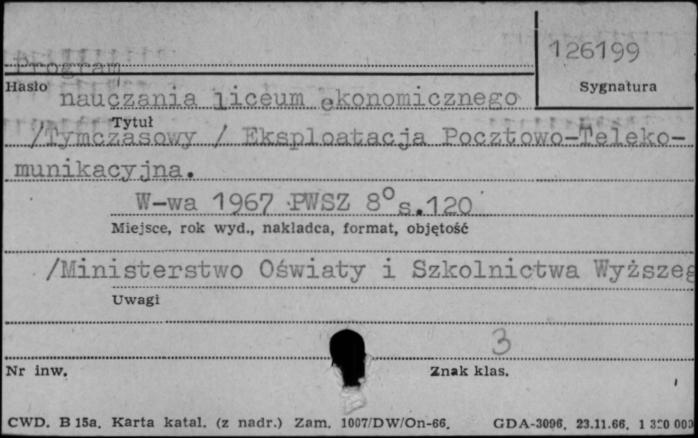 126199
Program
Hasło
Sygnatura
nauczania liceum ekonomicznego
Tytuł
/Tymczasowy / Eksploatacja Pocztowo-Teleko-
munikacyjna.
W-wa 1967 PWSZ 8° s.120
Miejsce, rok wyd., nakładca, format, objętość
/Ministerstwo Oświaty i Szkolnictwa Wyższeg
Uwagi
3
Nr inw.
Znak klas.
CWD. B 15a. Karta katal. (z nadr.) Zam. 1007/DW/On-66. GDA-3096. 23.11.66. 1 320 000